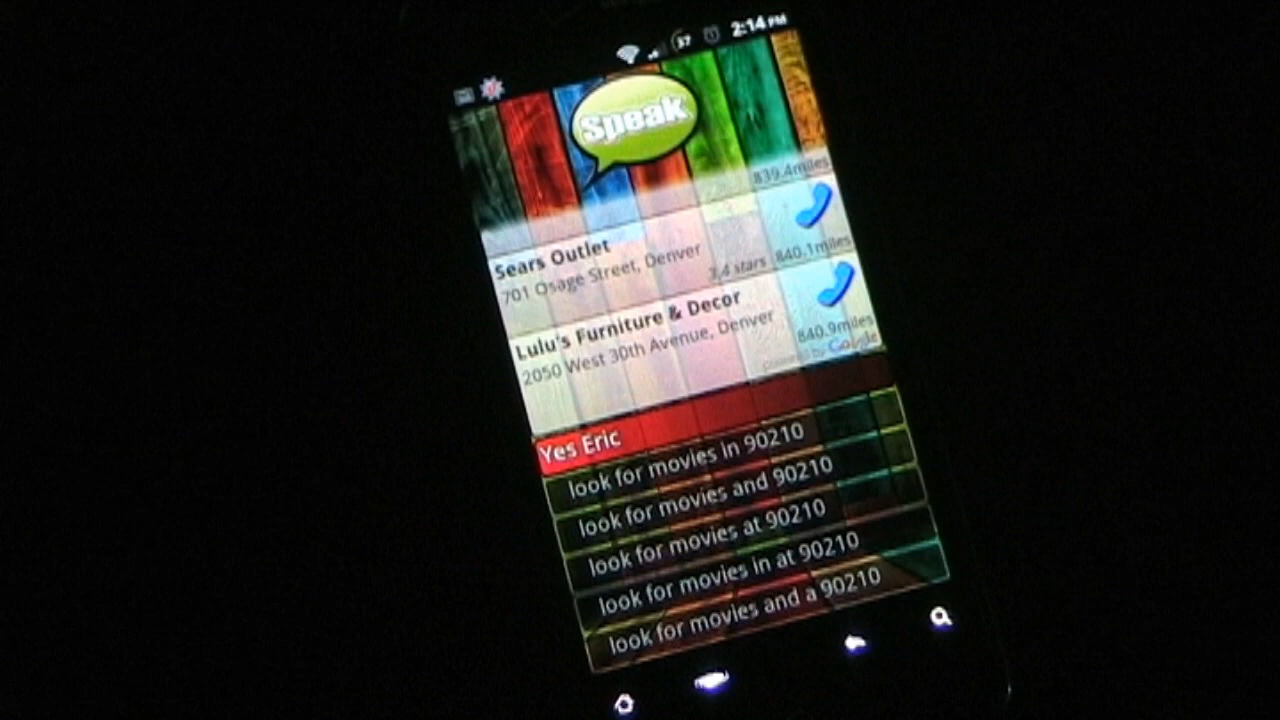 37 2:14 PM
Speak
839.4miles
Sears Outlet
701 Osage Street, Denver
3.4 stars 840.1miles
Lulu's Furniture & Decor
2050 West 30th Avenue, Denver
840.9miles
powered by Google
Yes Eric
look for movies in 90210
look for movies and 90210
look for movies at 90210
look for movies in at 90210
look for movies and a 90210
MENU